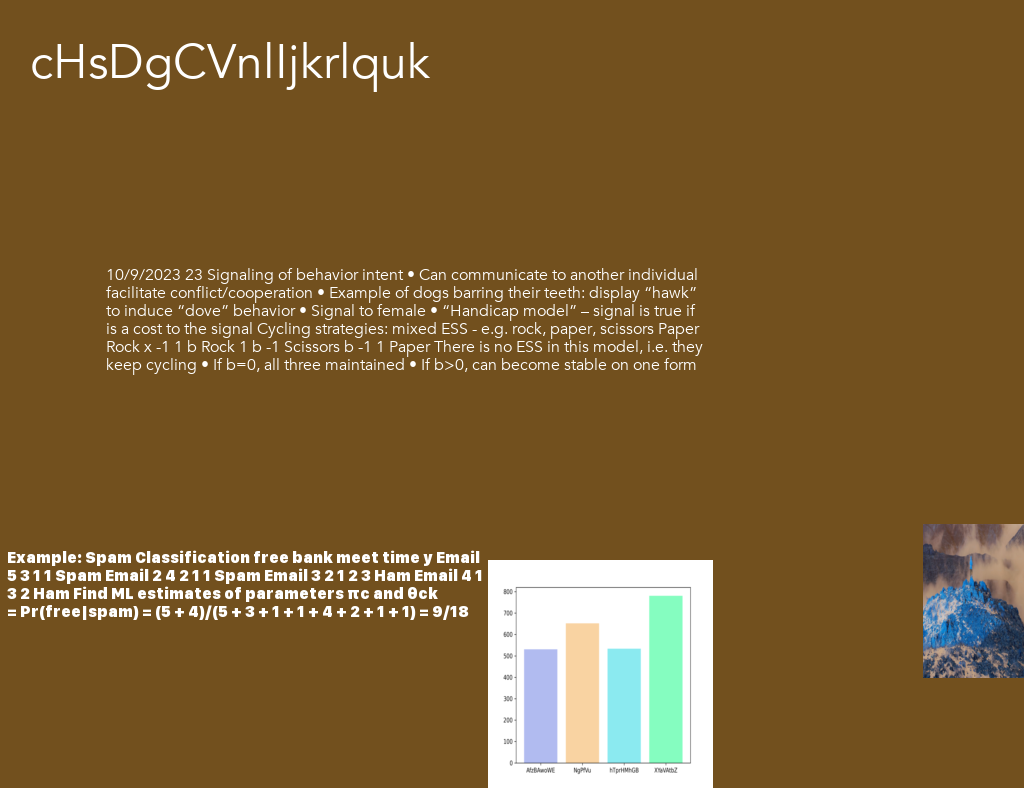 cHsDgCVnlIjkrlquk
10/9/2023 23 Signaling of behavior intent • Can communicate to another individual
facilitate conflict/cooperation • Example of dogs barring their teeth: display “hawk”
to induce “dove” behavior • Signal to female • “Handicap model” – signal is true if
is a cost to the signal Cycling strategies: mixed ESS - e.g. rock, paper, scissors Paper
Rock x -1 1 b Rock 1 b -1 Scissors b -1 1 Paper There is no ESS in this model, i.e. they
keep cycling • If b=0, all three maintained • If b>0, can become stable on one form
Example: Spam Classification free bank meet time y Email
5 3 1 1 Spam Email 2 4 2 1 1 Spam Email 3 2 1 2 3 Ham Email 4 1
3 2 Ham Find ML estimates of parameters πc and θck
= Pr(free|spam) = (5 + 4)/(5 + 3 + 1 + 1 + 4 + 2 + 1 + 1) = 9/18
800
700
600
500
400
300
200
100
0
AfzBAwoWE NgPfVu hTprHMhGB XYaVAtbZ